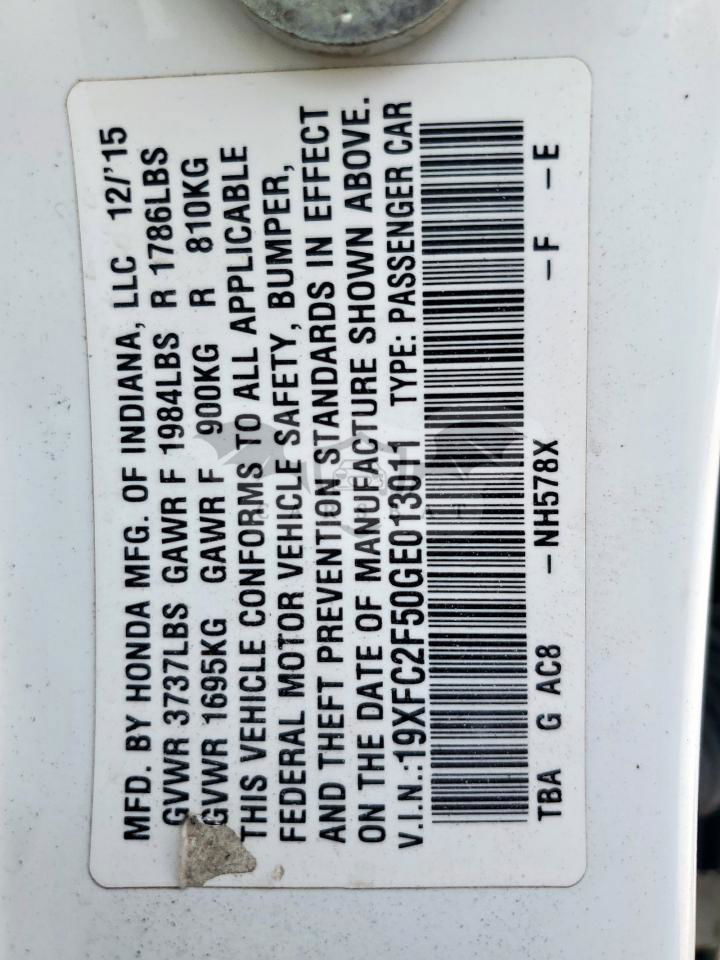 MFD. BY HONDA MFG. OF INDIANA, LLC 12/'15
GVWR 3737LBS GAWR F 1984LBS R 1786LBS
GVWR 1695KG GAWR F 900KG R 810KG
THIS VEHICLE CONFORMS TO ALL APPLICABLE
FEDERAL MOTOR VEHICLE SAFETY, BUMPER,
AND THEFT PREVENTION STANDARDS IN EFFECT
ON THE DATE OF MANUFACTURE SHOWN ABOVE.
V.I.N.:19XFC2F50GE013011 TYPE: PASSENGER CAR
TBA G AC8 -NH578X -F -E